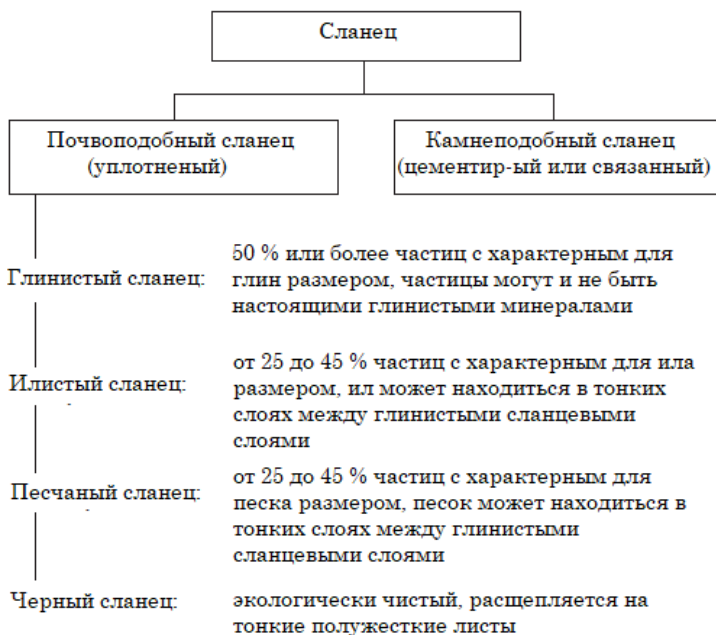 Сланец
Почвоподобный сланец
(уплотненый)
Камнеподобный сланец
(цементир-ый или связанный)
Глинистый сланец:
50 % или более частиц с характерным для
глин размером, частицы могут и не быть
настоящими глинистыми минералами
Илистый сланец:
от 25 до 45 % частиц с характерным для ила
размером, ил может находиться в тонких
слоях между глинистыми сланцевыми
слоями
Песчаный сланец:
от 25 до 45 % частиц с характерным для
песка размером, песок может находиться в
тонких слоях между глинистыми
сланцевыми слоями
Черный сланец:
экологически чистый, расщепляется на
тонкие полужесткие листы